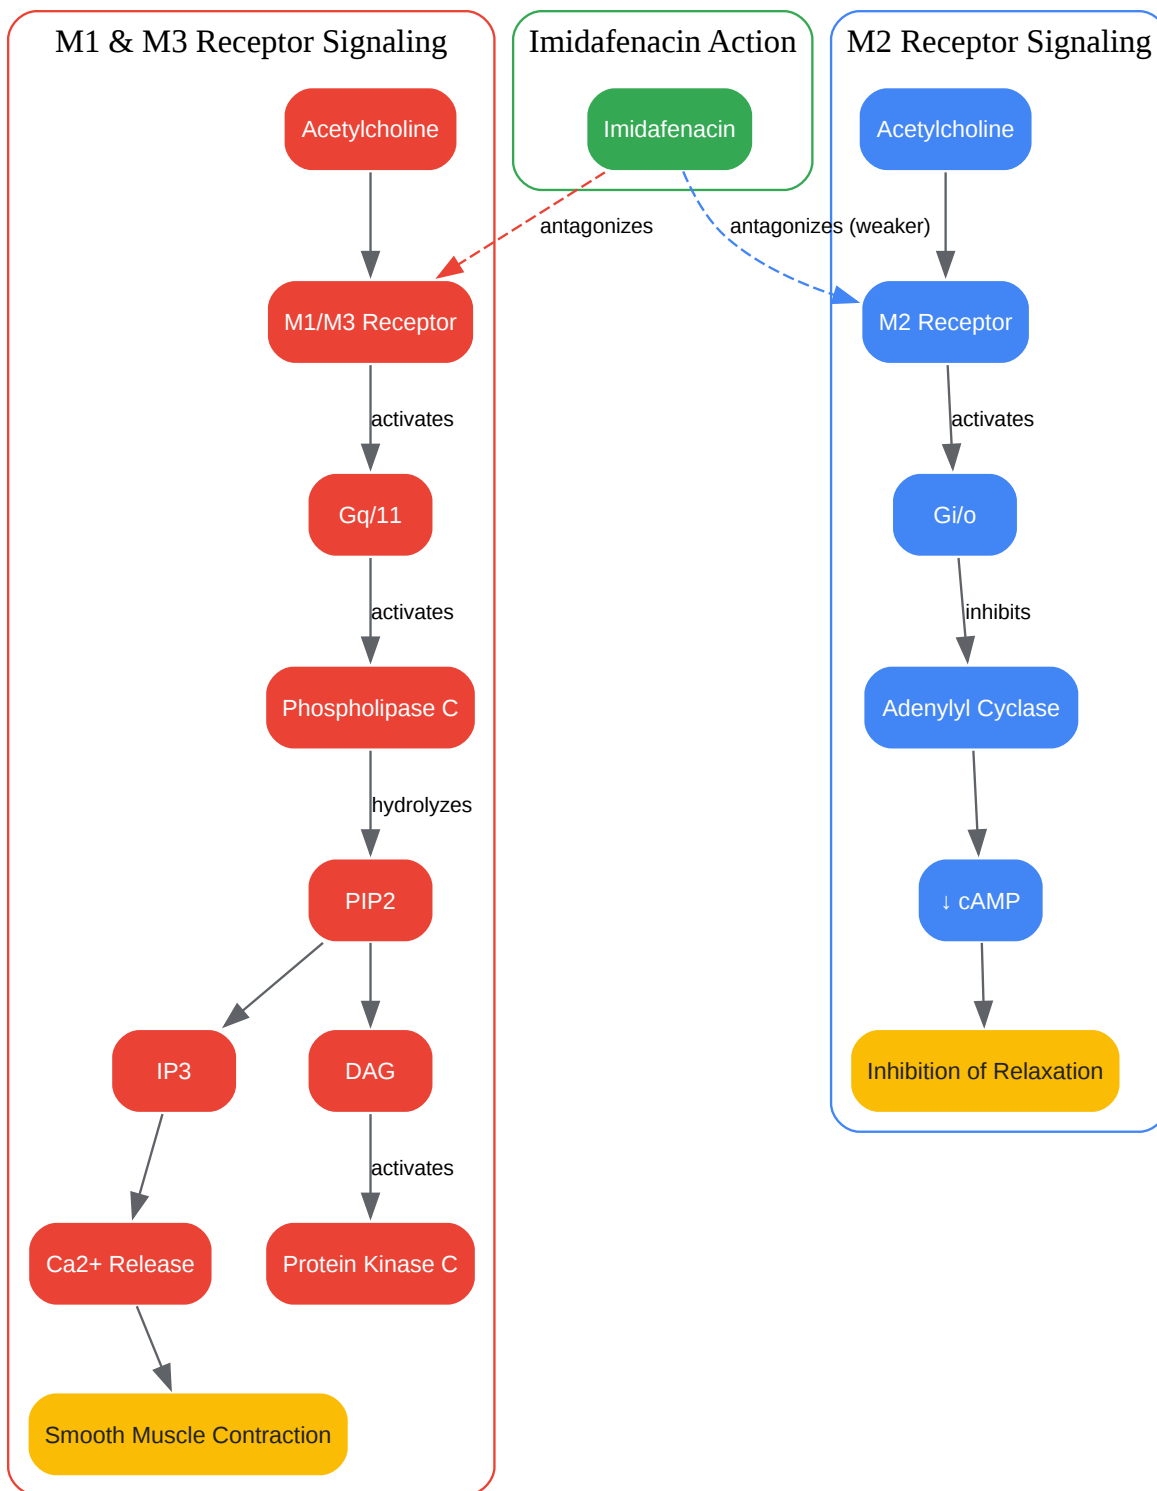 M1 & M3 Receptor Signaling
Acetylcholine
M1/M3 Receptor
activates
Gq/11
activates
Phospholipase C
hydrolyzes
PIP2
IP3
DAG
activates
Ca2+ Release
Protein Kinase C
Smooth Muscle Contraction
Imidafenacin Action
Imidafenacin
antagonizes
antagonizes (weaker)
M2 Receptor Signaling
Acetylcholine
M2 Receptor
activates
Gi/o
inhibits
Adenylyl Cyclase
↓ cAMP
Inhibition of Relaxation